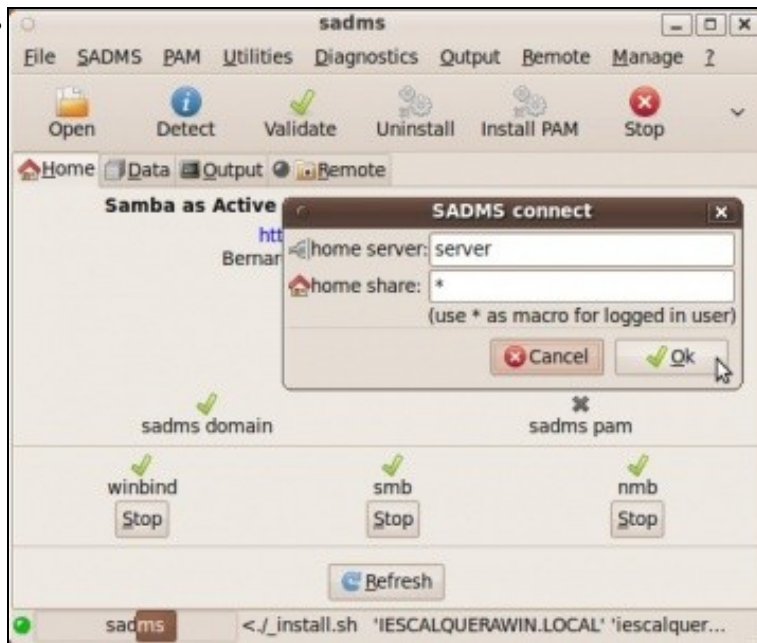 sadms
File SADMS PAM Utilities Diagnostics Output Remote Manage ?
Open Detect Validate Uninstall Install PAM Stop
Home Data Output Remote
Samba as Active
htt
Bernar
SADMS connect
home server: server
home share: *
(use * as macro for logged in user)
Cancel Ok
sadms domain sadms pam
winbind smb nmb
Stop Stop Stop
Refresh
sadms <./_install.sh 'IESCALQUERAWIN.LOCAL' 'iescalquer...